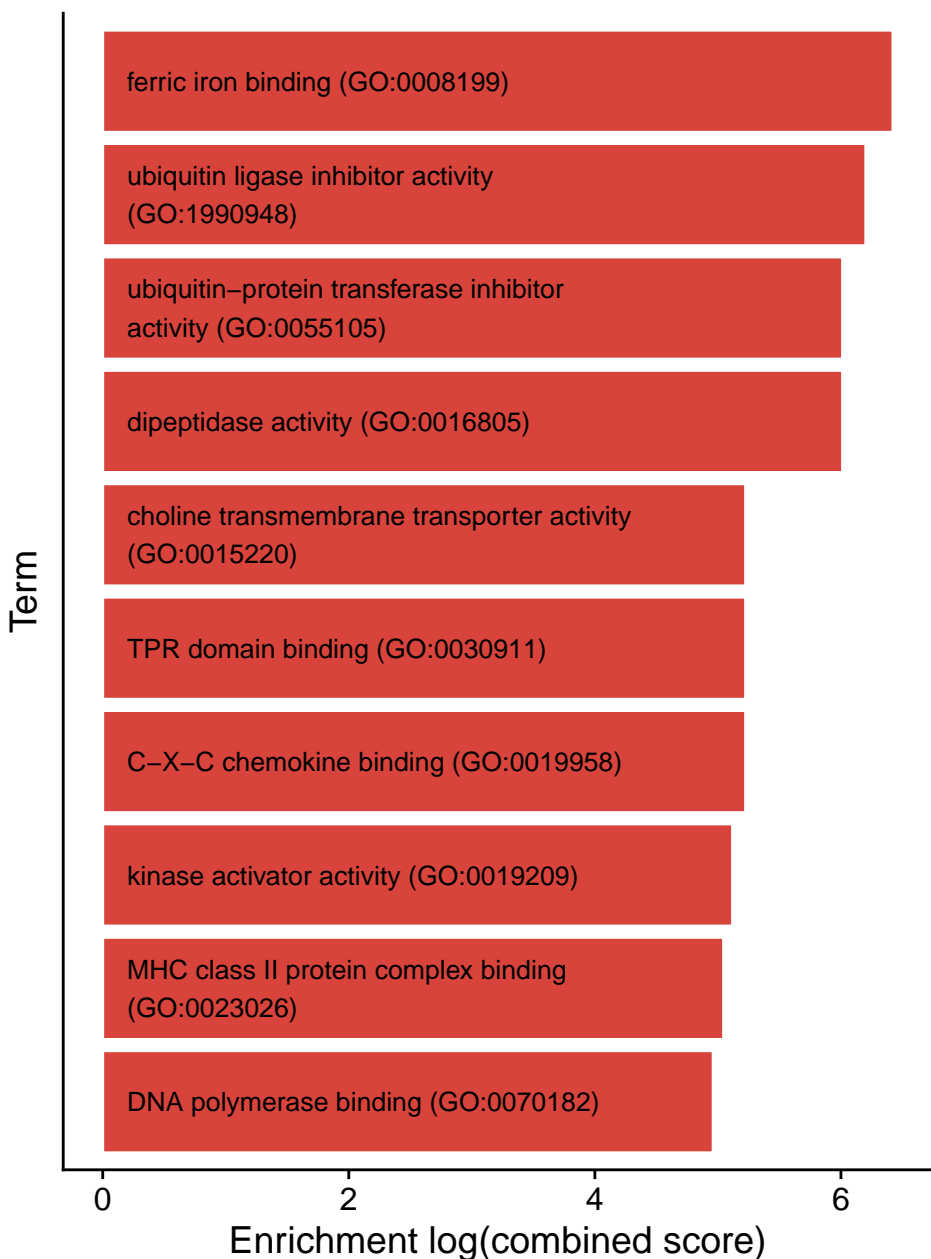 ferric iron binding (GO:0008199)
ubiquitin ligase inhibitor activity
(GO:1990948)
ubiquitin−protein transferase inhibitor
activity (GO:0055105)
dipeptidase activity (GO:0016805)
choline transmembrane transporter activity
(GO:0015220)
TPR domain binding (GO:0030911)
C−X−C chemokine binding (GO:0019958)
kinase activator activity (GO:0019209)
MHC class II protein complex binding
(GO:0023026)
DNA polymerase binding (GO:0070182)
Term
0 2 4 6
Enrichment log(combined score)